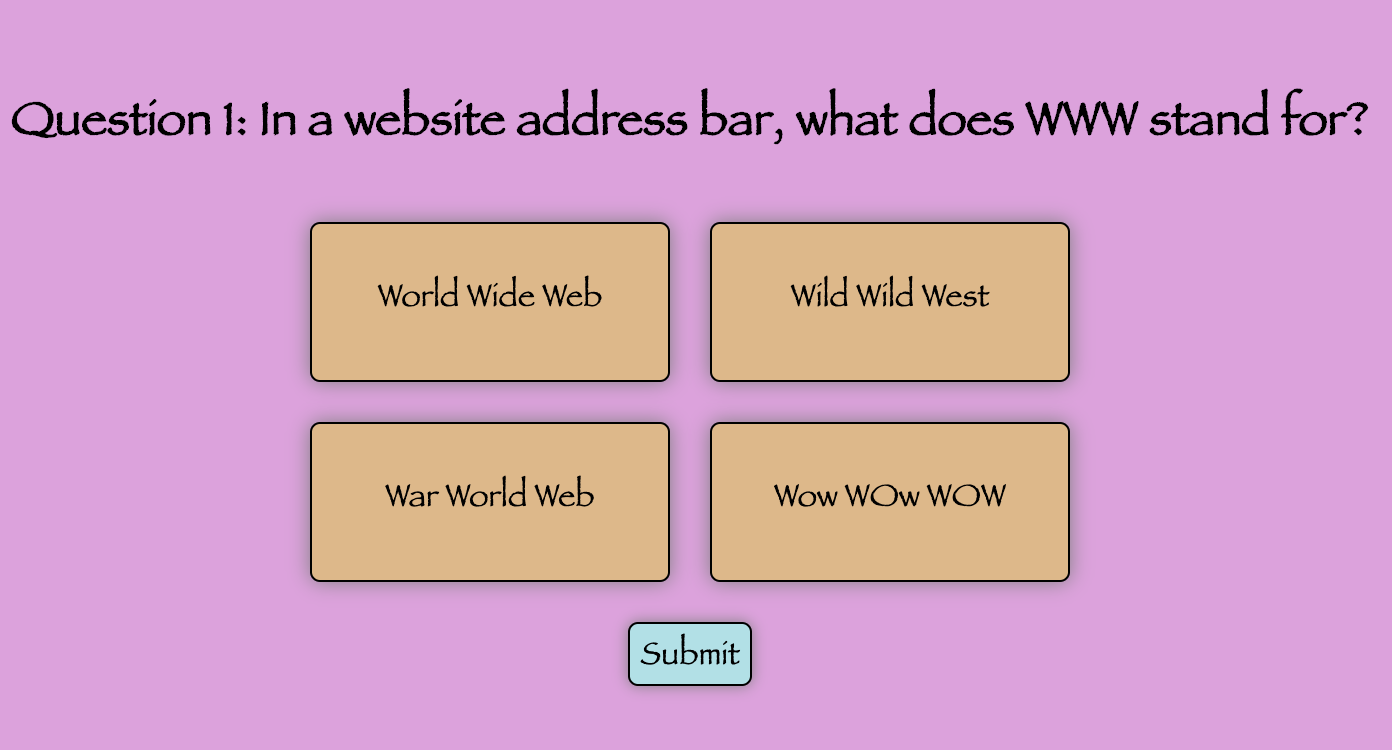 Question 1: In a website address bar, what does WWW stand for?
World Wide Web
Wild Wild West
War World Web
Wow WOw WOW
Submit